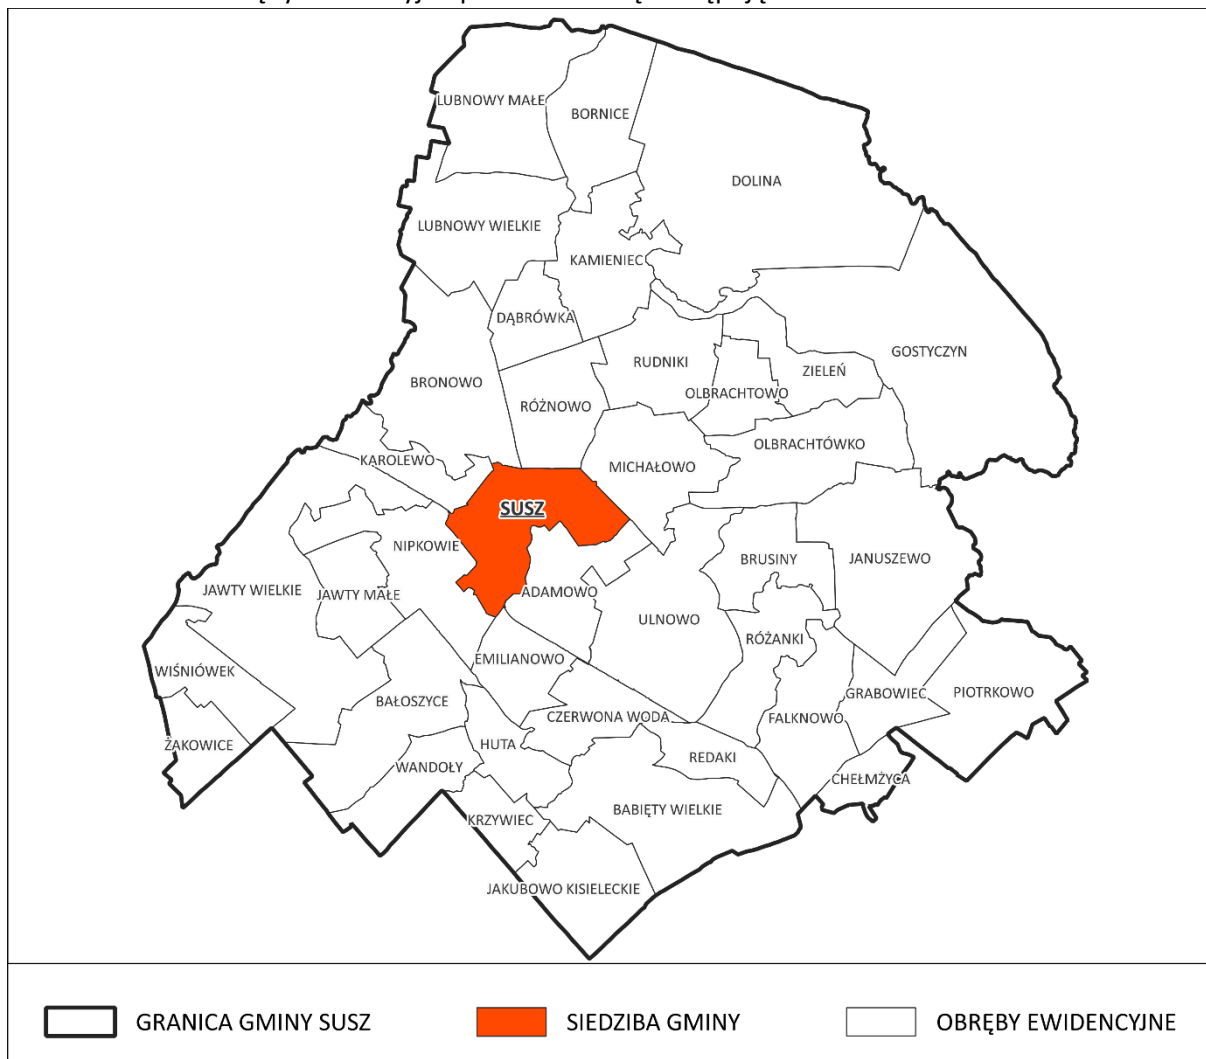 LUBNOWY MAŁE
BORNICE
DOLINA
LUBNOWY WIELKIE
KAMIENIEC
DĄBRÓWKA
GOSTYCZYN
RUDNIKI
ZIELEŃ
BRONOWO
OLBRACHTOWO
RÓŻNOWO
OLBRACHTÓWKO
KAROLEWO
MICHAŁOWO
SUSZ
NIPKOWIE
BRUSINY
JANUSZEWO
JAWTY WIELKIE
JAWTY MAŁE
ADAMOWO
ULNOWO
RÓŻANKI
EMILIANOWO
WIŚNIÓWEK
GRABOWIEC
PIOTRKOWO
BAŁOSZYCE
CZERWONA WODA
FALKNOWO
ŻAKOWICE
HUTA
REDAKI
WANDOŁY
CHEŁMŻYCA
BABIĘTY WIELKIE
KRZYWIEC
JAKUBOWO KISIELECKIE
GRANICA GMINY SUSZ
SIEDZIBA GMINY
OBRĘBY EWIDENCYJNE